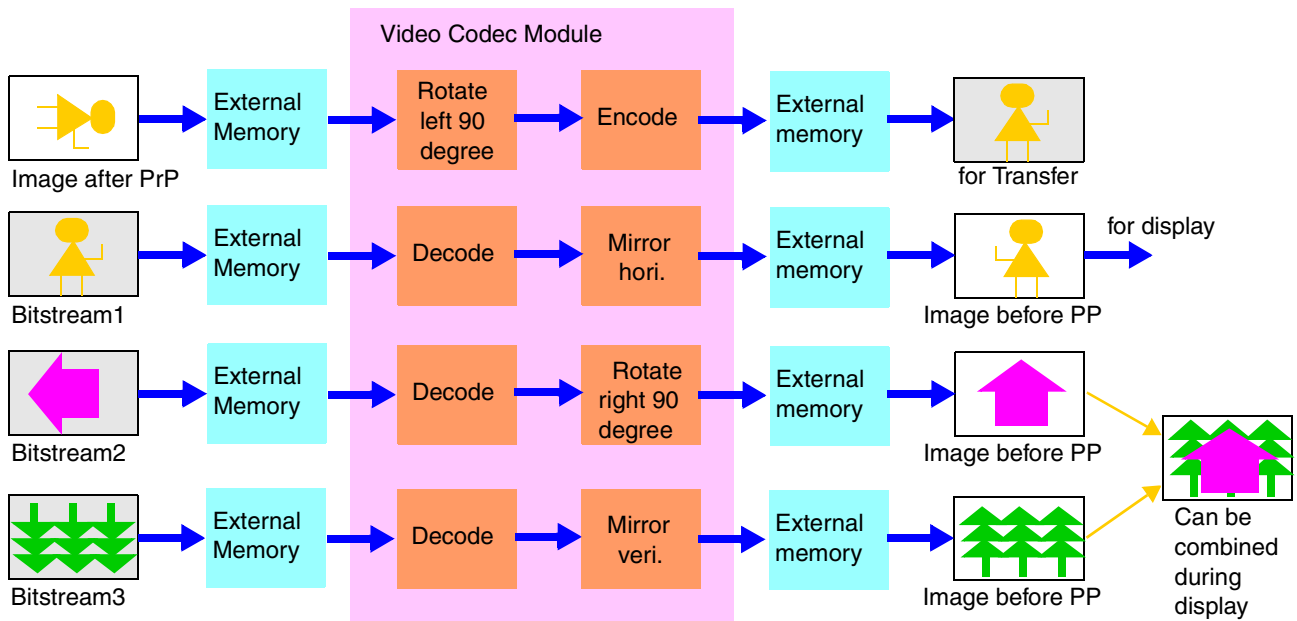 Video Codec Module
Image after PrP
External
Memory
Rotate
left 90
degree
Encode
External
memory
for Transfer
Bitstream1
External
Memory
Decode
Mirror
hori.
External
memory
Image before PP
for display
Bitstream2
External
Memory
Decode
Rotate
right 90
degree
External
memory
Image before PP
Bitstream3
External
Memory
Decode
Mirror
veri.
External
memory
Image before PP
Can be
combined
during
display